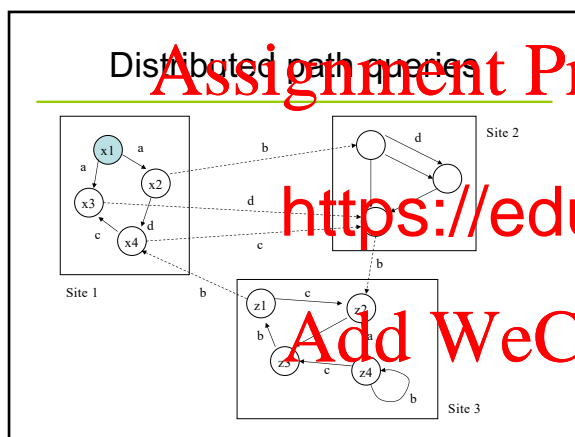 Distributed path queries
Assignment Pr
Site 2
x1
a
a
x2
b
d
x3
d
d
c
x4
c
https://edu
b
Site 1
b
z1
c
z2
Add WeC
b
a
z3
c
z4
b
Site 3